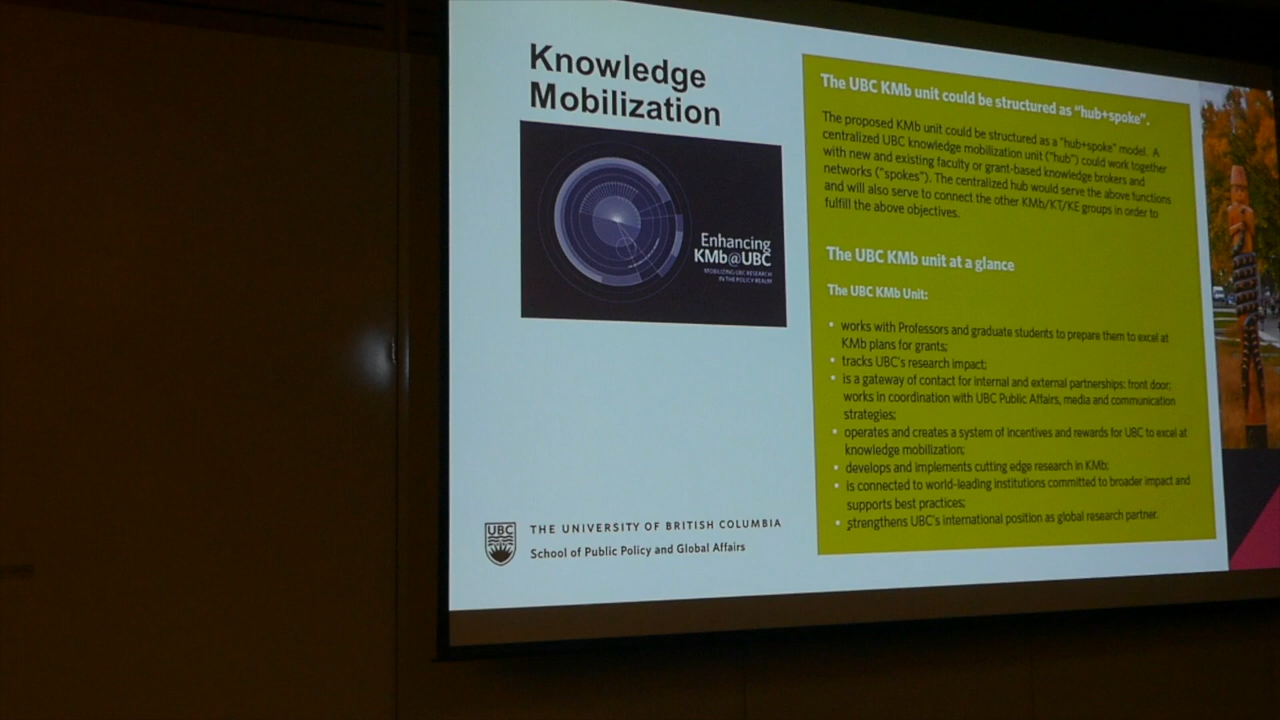 Knowledge
Mobilization
Enhancing
KMb@UBC
MOBILIZING UBC RESEARCH
IN THE POLICY REALM
UBC
THE UNIVERSITY OF BRITISH COLUMBIA
School of Public Policy and Global Affairs
The UBC KMb unit could be structured as "hub+spoke".
The proposed KMb unit could be structured as a "hub+spoke" model. A
centralized UBC knowledge mobilization unit ("hub") could work together
with new and existing faculty or grant-based knowledge brokers and
networks ("spokes"). The centralized hub would serve the above functions
and will also serve to connect the other KMb/KT/KE groups in order to
fulfill the above objectives.
The UBC KMb unit at a glance
The UBC KMb Unit:
• works with Professors and graduate students to prepare them to excel at
KMb plans for grants;
• tracks UBC's research impact;
• is a gateway of contact for internal and external partnerships: front door;
works in coordination with UBC Public Affairs, media and communication
strategies;
• operates and creates a system of incentives and rewards for UBC to excel at
knowledge mobilization;
• develops and implements cutting edge research in KMb;
• is connected to world-leading institutions committed to broader impact and
supports best practices;
• strengthens UBC's international position as global research partner.